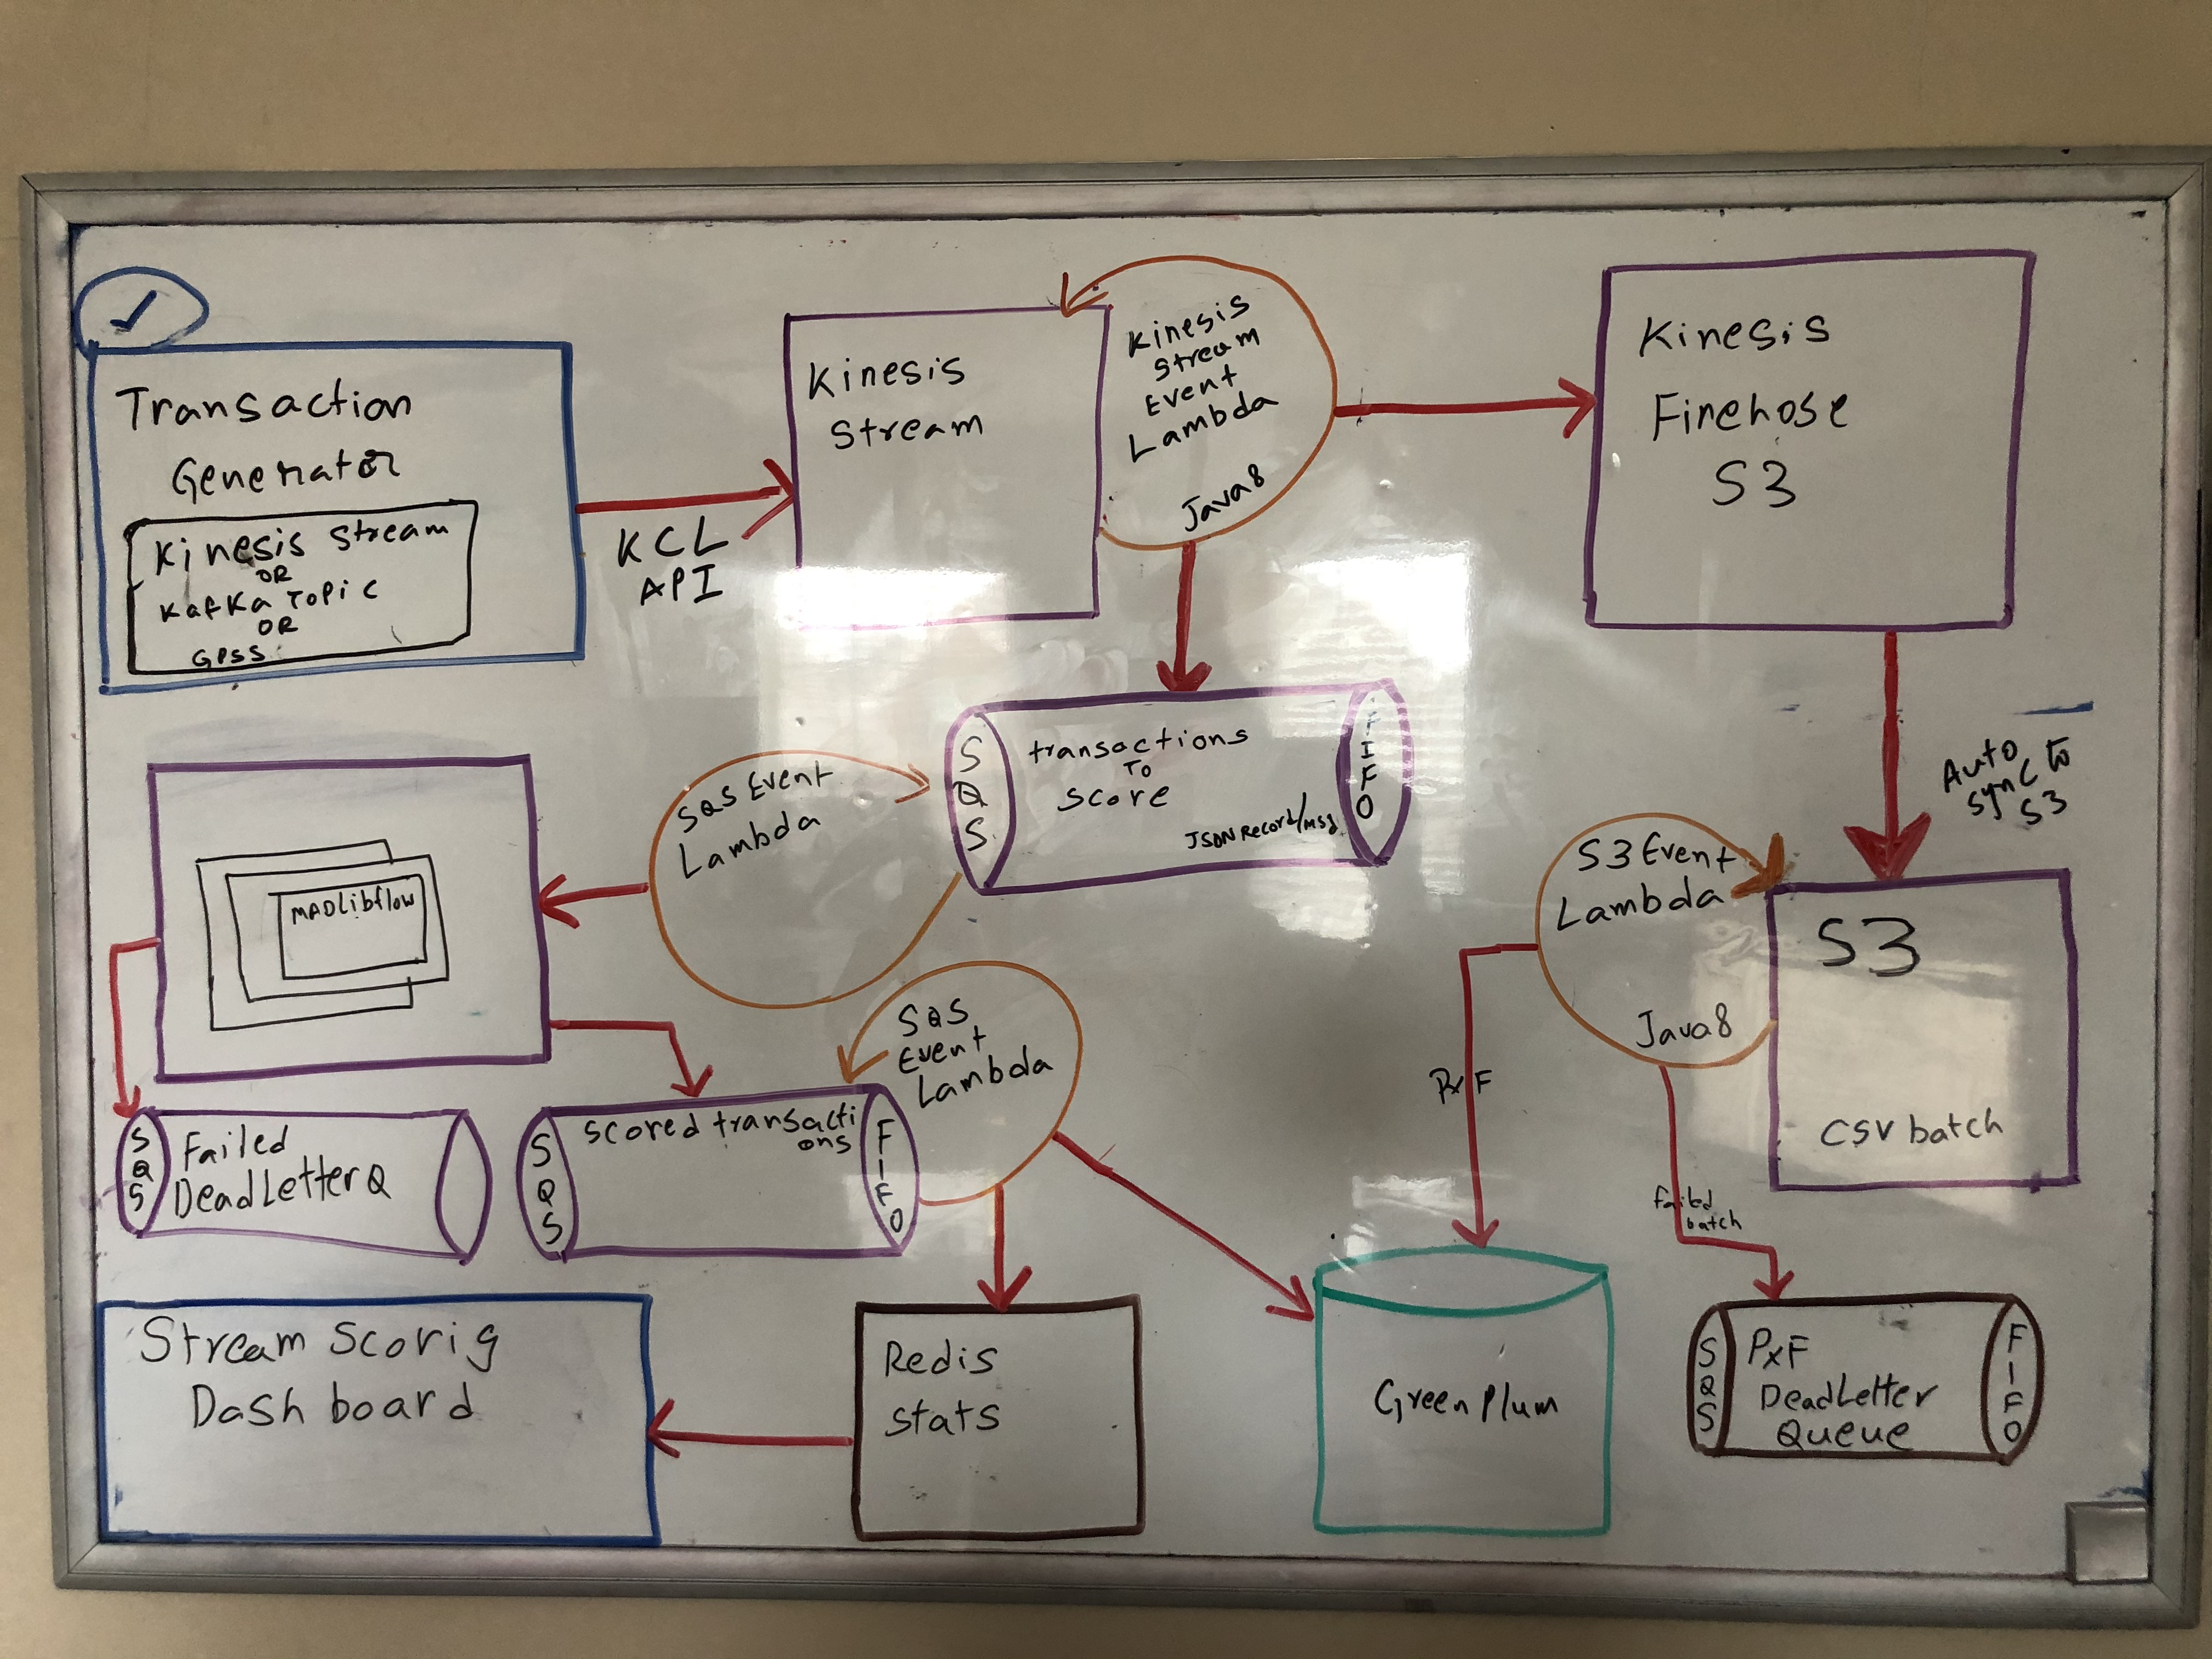 Transaction
Generator
Kinesis Stream
OR
Kafka Topic
OR
GPSS
KCL
API
Kinesis
Stream
Kinesis
Stream
Event
Lambda
Java8
Kinesis
Firehose
S3
Auto
sync to
S3
SQS
transactions
TO
Score
JSON Record/Msg
FIFO
SQS Event
Lambda
MADLibflow
S3 Event
Lambda
Java8
S3
CSV batch
SQS
Event
Lambda
SQS
Failed
DeadLetterQ
SQS
Scored transacti
ons
FIFO
PxF
failed
batch
Stream Scorig
Dashboard
Redis
Stats
GreenPlum
SQS
PxF
DeadLetter
Queue
FIFO